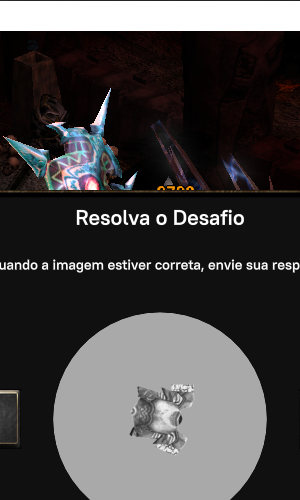 Resolva o Desafio
uando a imagem estiver correta, envie sua resp